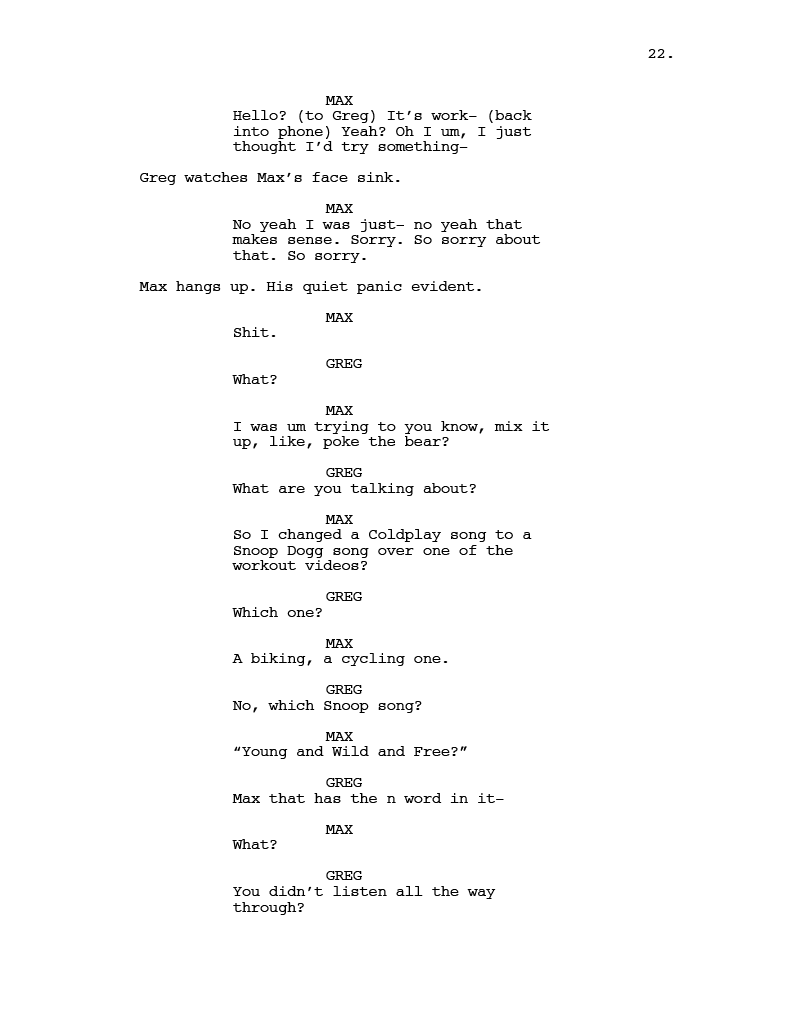 22.
MAX
Hello? (to Greg) It's work– (back
into phone) Yeah? Oh I um, I just
thought I'd try something–
Greg watches Max's face sink.
MAX
No yeah I was just– no yeah that
makes sense. Sorry. So sorry about
that. So sorry.
Max hangs up. His quiet panic evident.
MAX
Shit.
GREG
What?
MAX
I was um trying to you know, mix it
up, like, poke the bear?
GREG
What are you talking about?
MAX
So I changed a Coldplay song to a
Snoop Dogg song over one of the
workout videos?
GREG
Which one?
MAX
A biking, a cycling one.
GREG
No, which Snoop song?
MAX
“Young and Wild and Free?”
GREG
Max that has the n word in it–
MAX
What?
GREG
You didn't listen all the way
through?